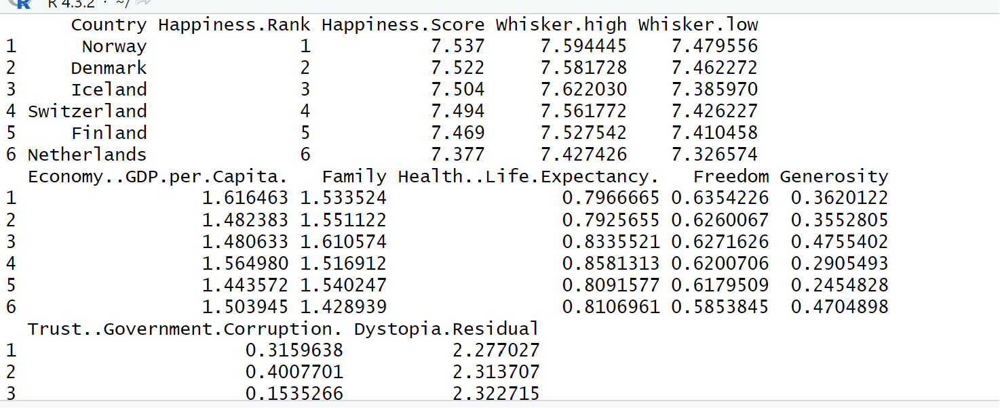 R 4.3.2 · ~/
Country Happiness.Rank Happiness.Score Whisker.high Whisker.low
1 Norway 1 7.537 7.594445 7.479556
2 Denmark 2 7.522 7.581728 7.462272
3 Iceland 3 7.504 7.622030 7.385970
4 Switzerland 4 7.494 7.561772 7.426227
5 Finland 5 7.469 7.527542 7.410458
6 Netherlands 6 7.377 7.427426 7.326574
Economy..GDP.per.Capita. Family Health..Life.Expectancy. Freedom Generosity
1 1.616463 1.533524 0.7966665 0.6354226 0.3620122
2 1.482383 1.551122 0.7925655 0.6260067 0.3552805
3 1.480633 1.610574 0.8335521 0.6271626 0.4755402
4 1.564980 1.516912 0.8581313 0.6200706 0.2905493
5 1.443572 1.540247 0.8091577 0.6179509 0.2454828
6 1.503945 1.428939 0.8106961 0.5853845 0.4704898
Trust..Government.Corruption. Dystopia.Residual
1 0.3159638 2.277027
2 0.4007701 2.313707
3 0.1535266 2.322715